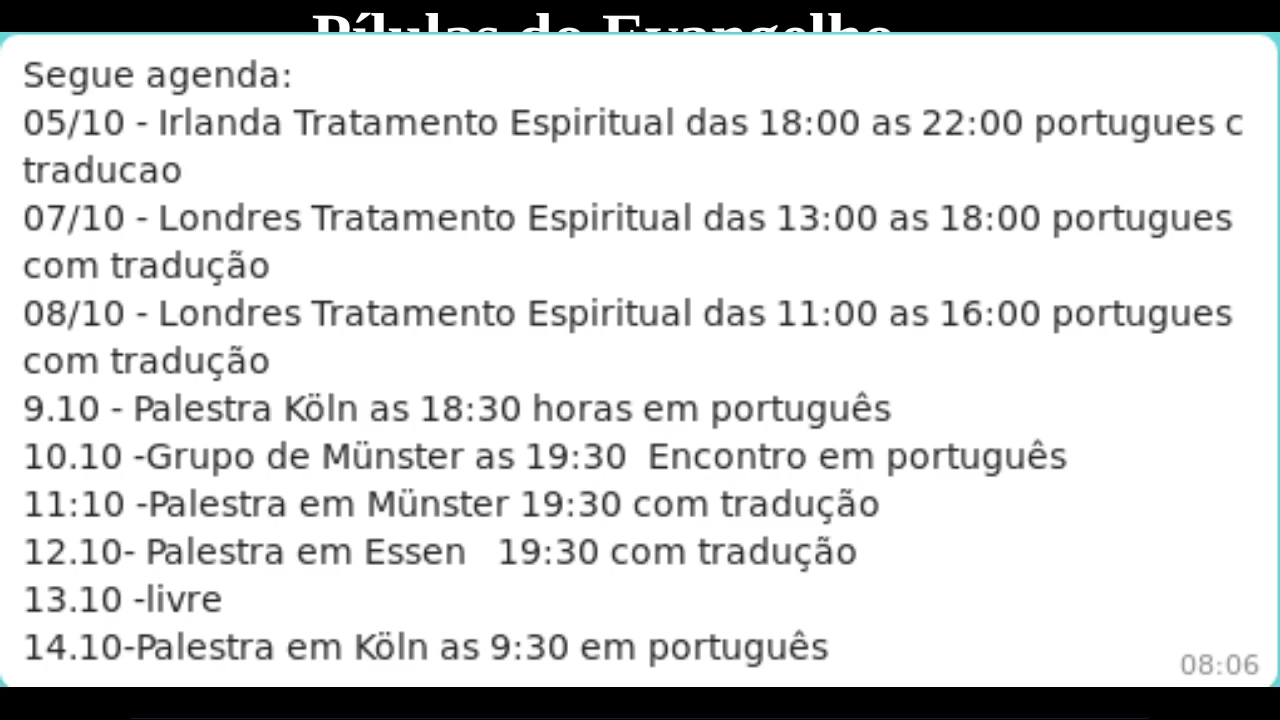 Pílulas do Evangelho
Segue agenda:
05/10 - Irlanda Tratamento Espiritual das 18:00 as 22:00 portugues c
traducao
07/10 - Londres Tratamento Espiritual das 13:00 as 18:00 portugues
com tradução
08/10 - Londres Tratamento Espiritual das 11:00 as 16:00 portugues
com tradução
9.10 - Palestra Köln as 18:30 horas em português
10.10 -Grupo de Münster as 19:30  Encontro em português
11:10 -Palestra em Münster 19:30 com tradução
12.10- Palestra em Essen   19:30 com tradução
13.10 -livre
14.10-Palestra em Köln as 9:30 em português
08:06